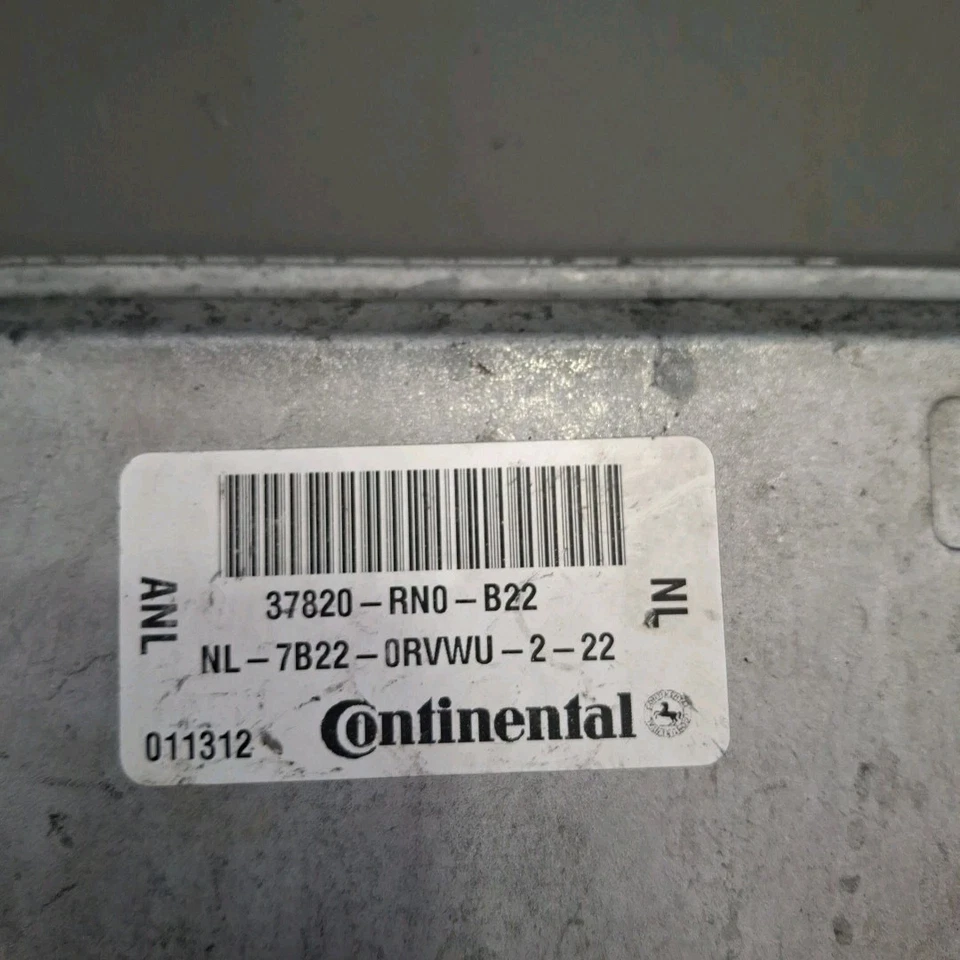 37820-RN0-B22
NL-7B22-0RVWU-2-22
ANL
NL
011312
Continental